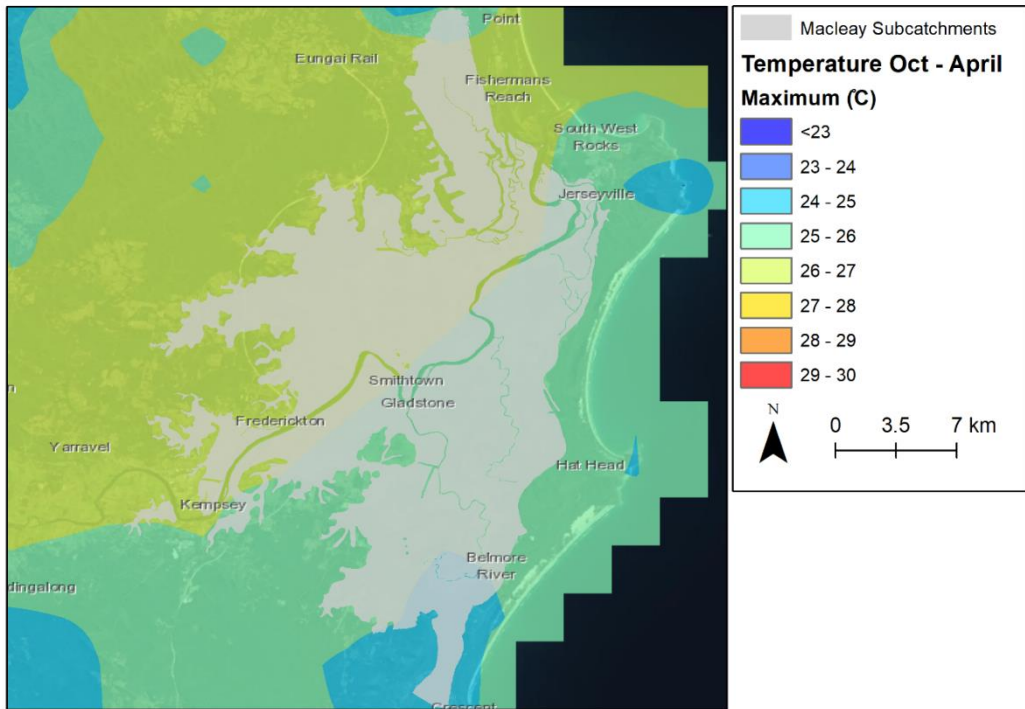 Point
Eungai Rail
Fishermans
Reach
South West
Rocks
Jerseyville
Smithtown
Gladstone
Frederickton
Yarravel
Hat Head
Kempsey
Belmore
River
dingalong
Crescent
n
Macleay Subcatchments
Temperature Oct - April
Maximum (˚C)
<23
23 - 24
24 - 25
25 - 26
26 - 27
27 - 28
28 - 29
29 - 30
N
0 3.5 7 km